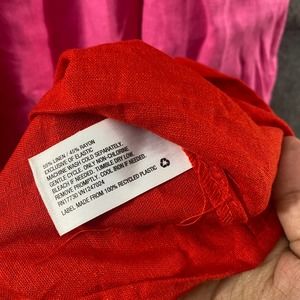 55% LINEN / 45% RAYON
EXCLUSIVE OF ELASTIC
MACHINE WASH COLD SEPARATELY.
GENTLE CYCLE. ONLY NON-CHLORINE
BLEACH IF NEEDED. TUMBLE DRY LOW.
REMOVE PROMPTLY. COOL IRON IF NEEDED.
RN17730 VN1247024
LABEL MADE FROM 100% RECYCLED PLASTIC